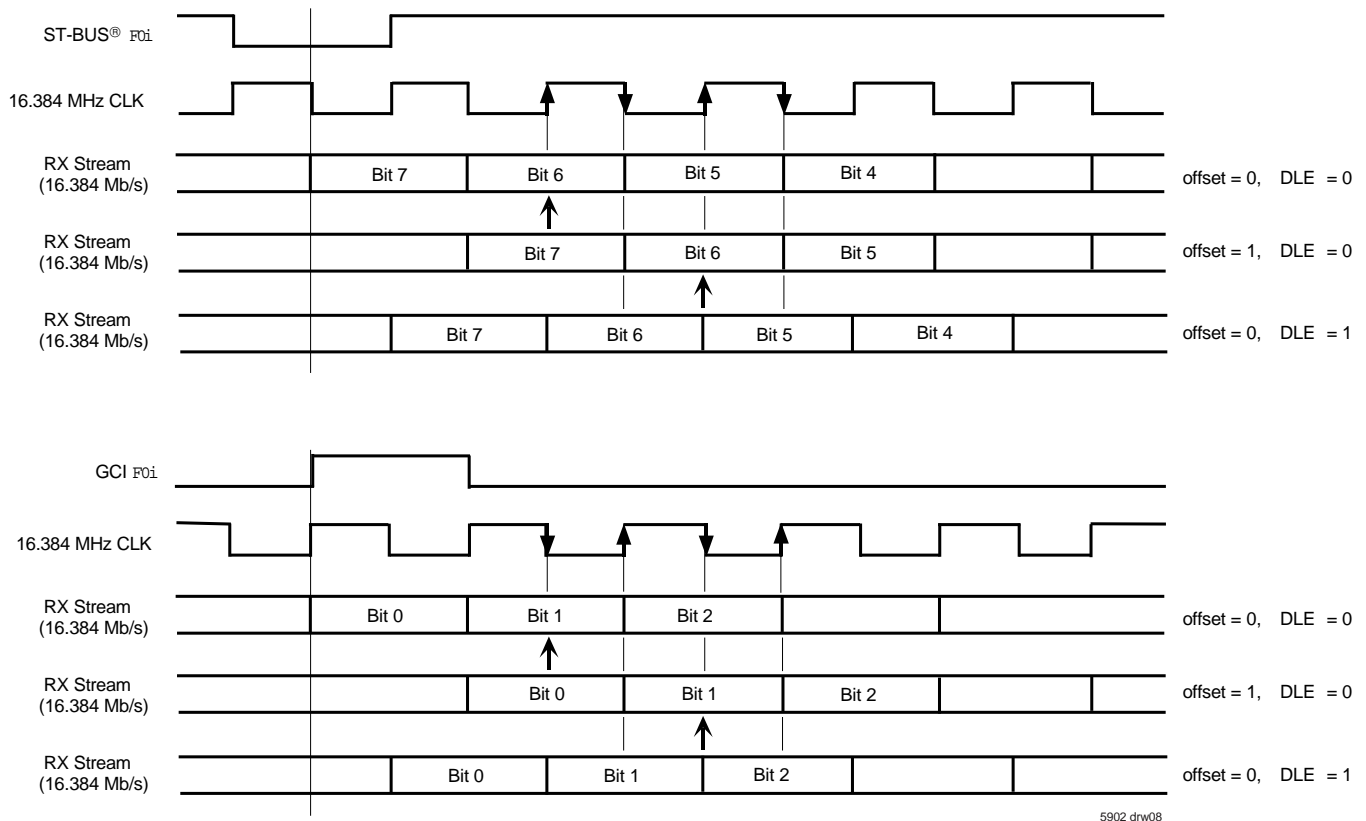 ST-BUS® F0i
16.384 MHz CLK
RX Stream
(16.384 Mb/s)
Bit 7
Bit 6
Bit 5
Bit 4
offset = 0, DLE = 0
RX Stream
(16.384 Mb/s)
Bit 7
Bit 6
Bit 5
offset = 1, DLE = 0
RX Stream
(16.384 Mb/s)
Bit 7
Bit 6
Bit 5
Bit 4
offset = 0, DLE = 1
GCI F0i
16.384 MHz CLK
RX Stream
(16.384 Mb/s)
Bit 0
Bit 1
Bit 2
offset = 0, DLE = 0
RX Stream
(16.384 Mb/s)
Bit 0
Bit 1
Bit 2
offset = 1, DLE = 0
RX Stream
(16.384 Mb/s)
Bit 0
Bit 1
Bit 2
offset = 0, DLE = 1
5902 drw08